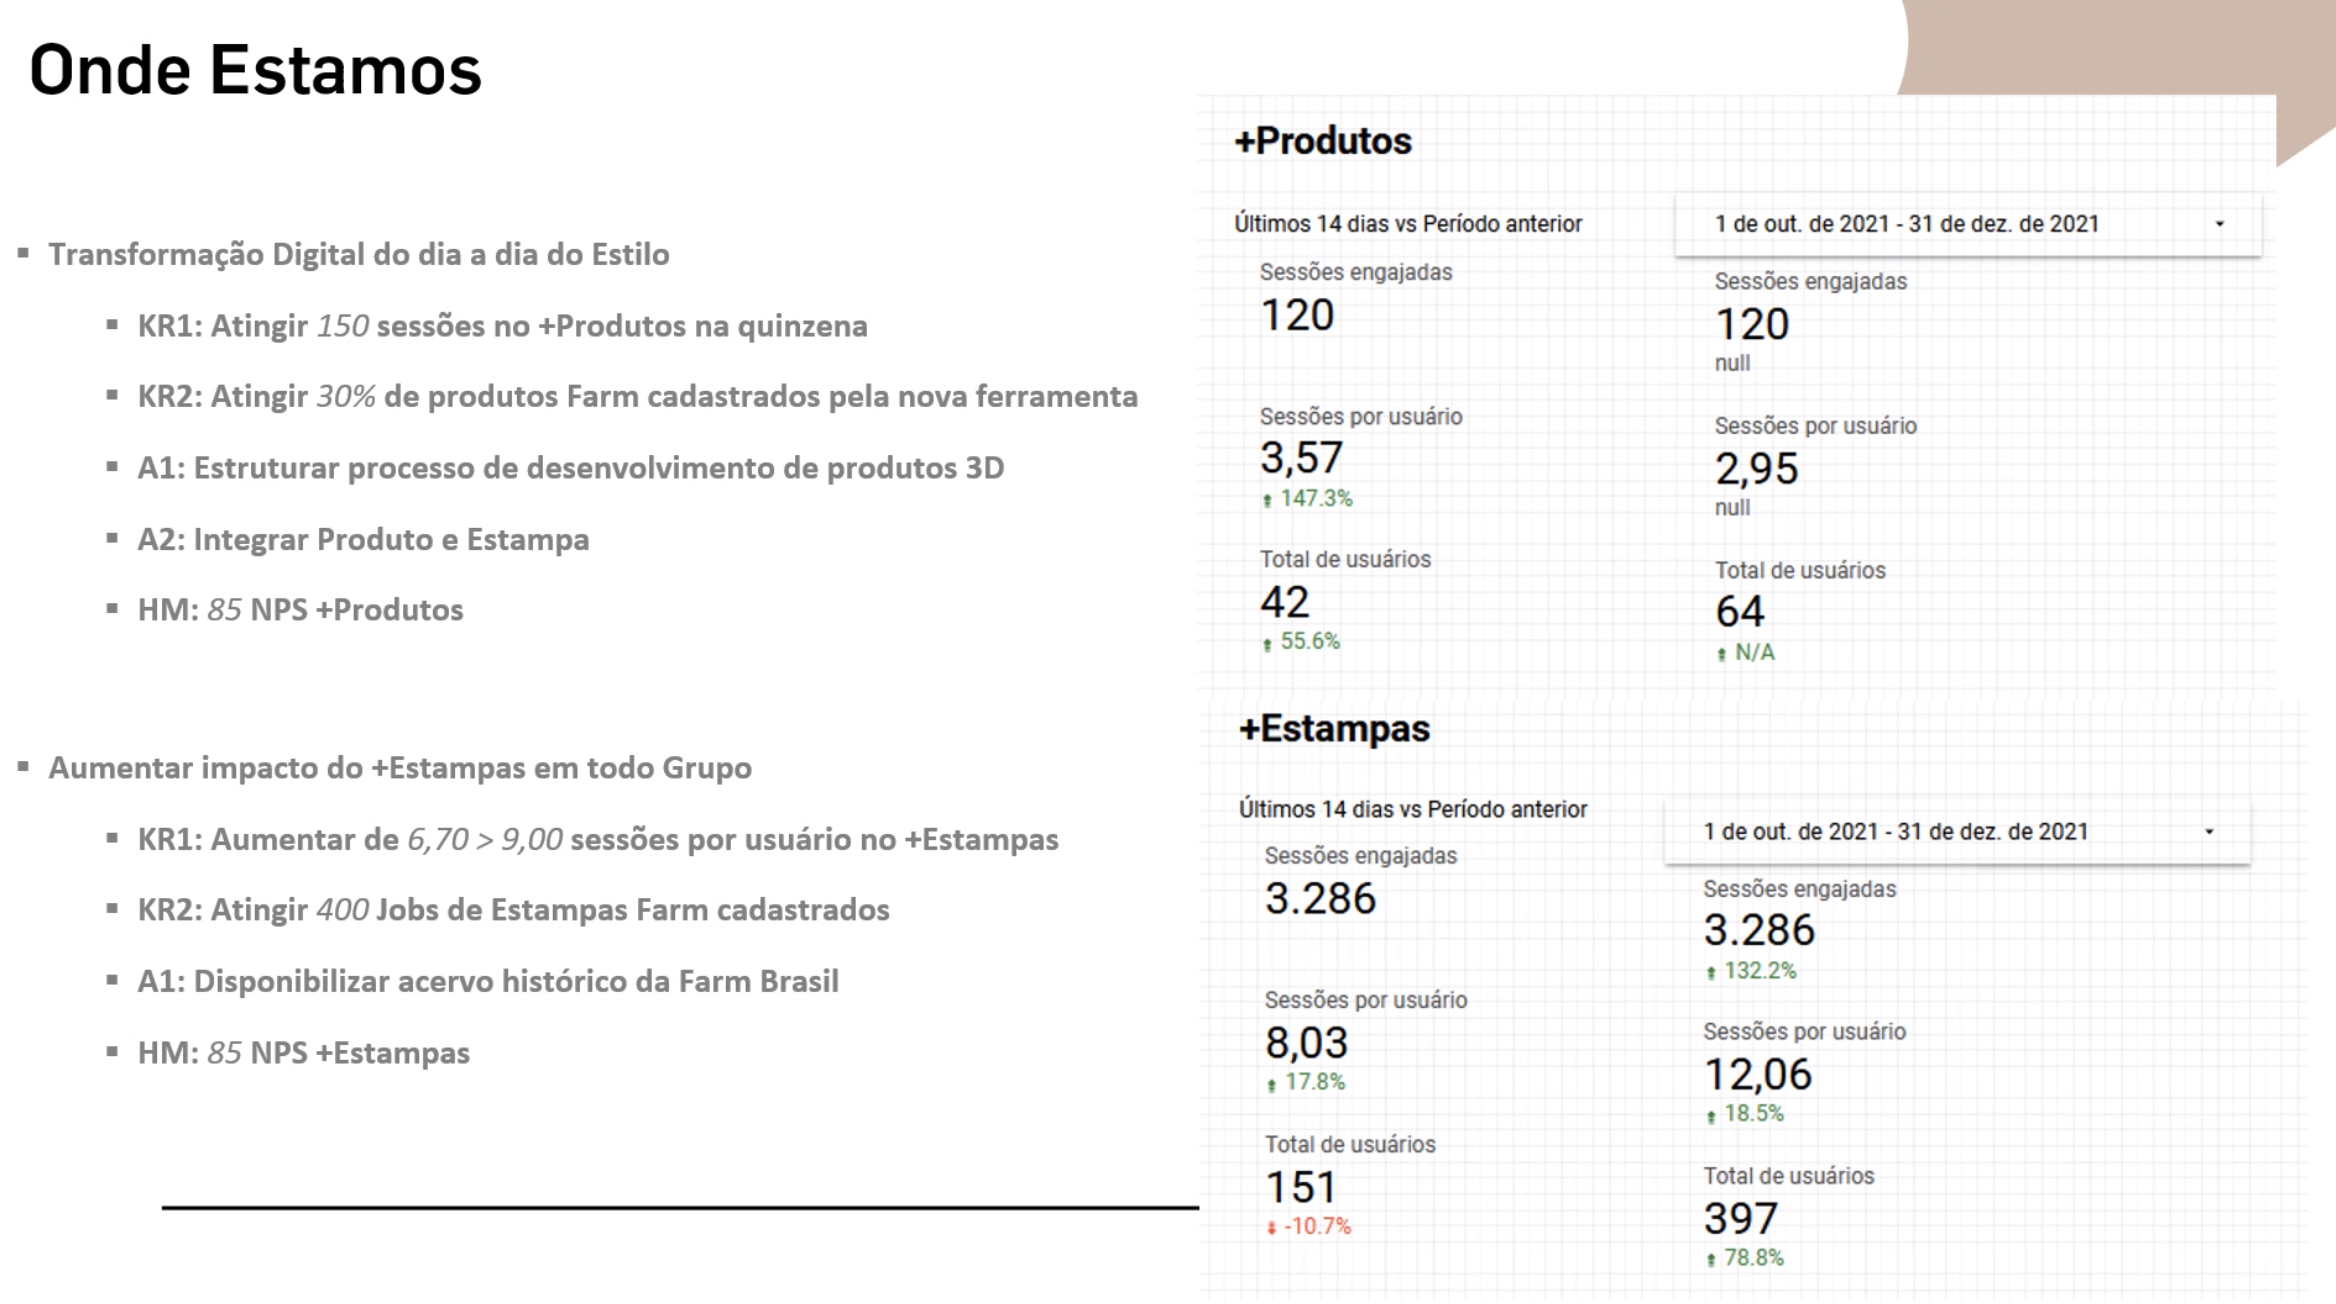 Onde Estamos
Transformação Digital do dia a dia do Estilo
KR1: Atingir 150 sessões no +Produtos na quinzena
KR2: Atingir 30% de produtos Farm cadastrados pela nova ferramenta
A1: Estruturar processo de desenvolvimento de produtos 3D
A2: Integrar Produto e Estampa
HM: 85 NPS +Produtos
Aumentar impacto do +Estampas em todo Grupo
KR1: Aumentar de 6,70 > 9,00 sessões por usuário no +Estampas
KR2: Atingir 400 Jobs de Estampas Farm cadastrados
A1: Disponibilizar acervo histórico da Farm Brasil
HM: 85 NPS +Estampas
+Produtos
Últimos 14 dias vs Período anterior
Sessões engajadas
120
Sessões por usuário
3,57
147.3%
Total de usuários
42
55.6%
1 de out. de 2021 - 31 de dez. de 2021
Sessões engajadas
120
null
Sessões por usuário
2,95
null
Total de usuários
64
N/A
+Estampas
Últimos 14 dias vs Período anterior
Sessões engajadas
3.286
Sessões por usuário
8,03
17.8%
Total de usuários
151
-10.7%
1 de out. de 2021 - 31 de dez. de 2021
Sessões engajadas
3.286
132.2%
Sessões por usuário
12,06
18.5%
Total de usuários
397
78.8%